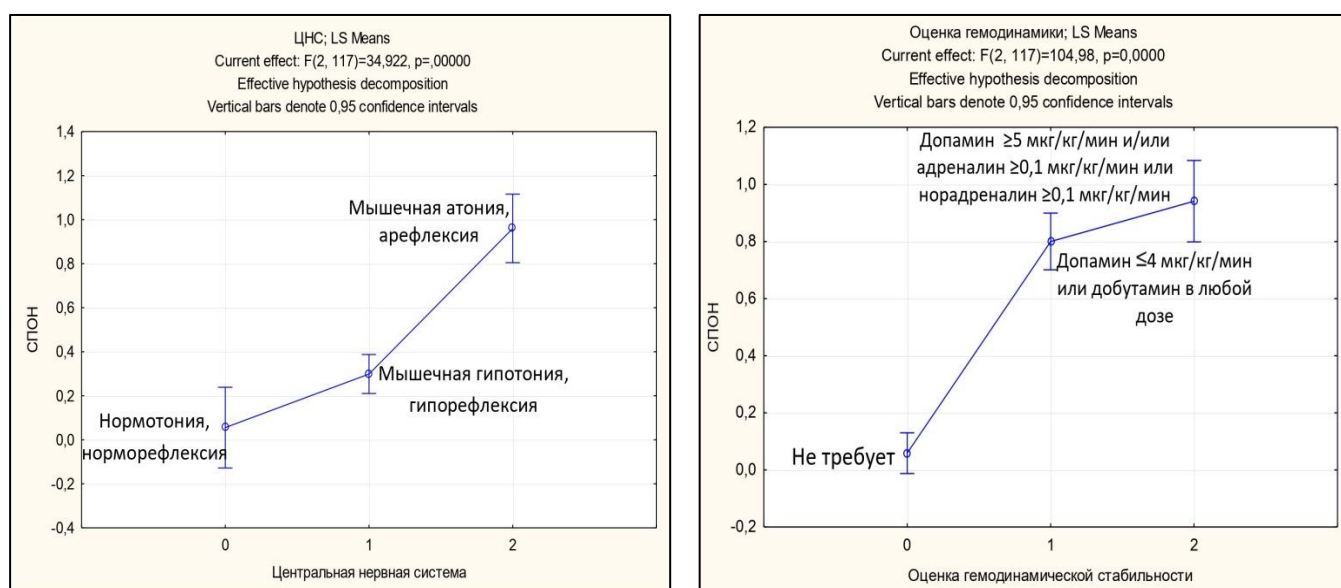 ЦНС; LS Means
Current effect: F(2, 117)=34,922, p=,00000
Effective hypothesis decomposition
Vertical bars denote 0,95 confidence intervals
1,4
1,2
1,0
0,8
0,6
0,4
0,2
0,0
-0,2
-0,4
СПОН
Мышечная атония,
арефлексия
Мышечная гипотония,
гипорефлексия
Нормотония,
норморефлексия
0 1 2
Центральная нервная система
Оценка гемодинамики; LS Means
Current effect: F(2, 117)=104,98, p=0,0000
Effective hypothesis decomposition
Vertical bars denote 0,95 confidence intervals
1,2
1,0
0,8
0,6
0,4
0,2
0,0
-0,2
СПОН
Допамин ≥5 мкг/кг/мин и/или
адреналин ≥0,1 мкг/кг/мин или
норадреналин ≥0,1 мкг/кг/мин
Допамин ≤4 мкг/кг/мин
или добутамин в любой
дозе
Не требует
0 1 2
Оценка гемодинамической стабильности